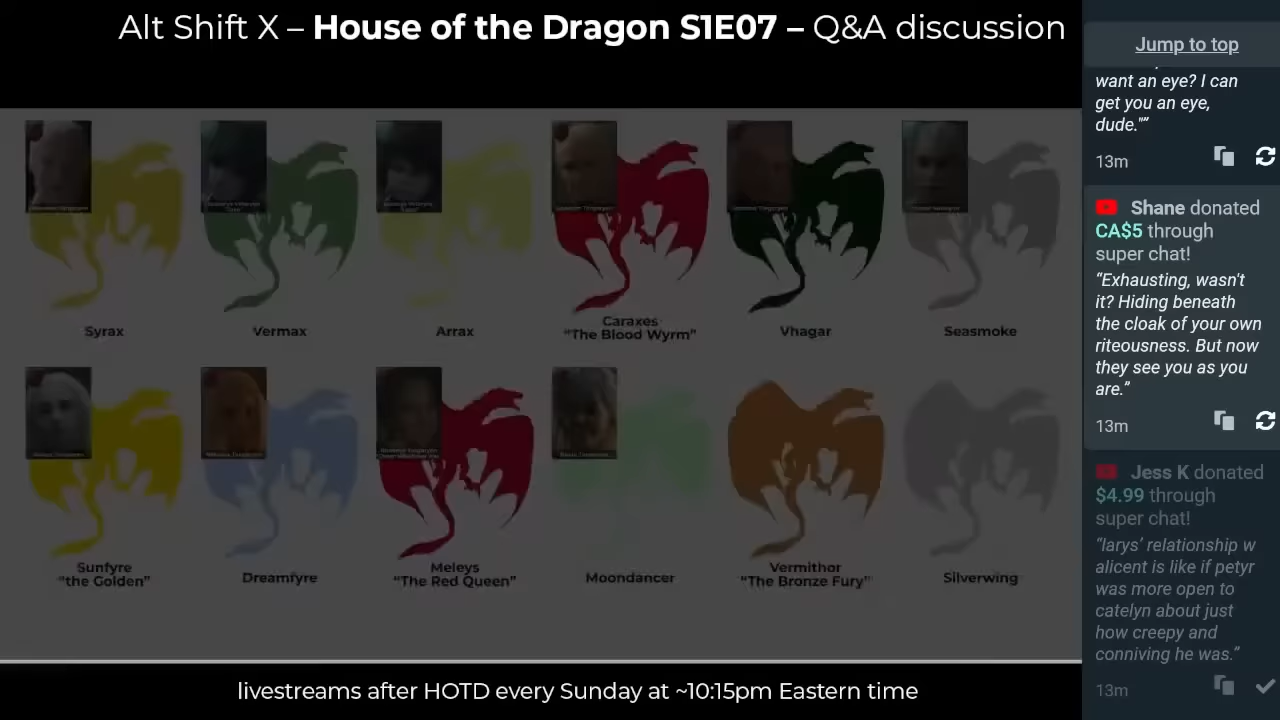 Alt Shift X – House of the Dragon S1E07 – Q&A discussion
Syrax
Vermax
Arrax
Caraxes
“The Blood Wyrm”
Vhagar
Seasmoke
Sunfyre
“the Golden”
Dreamfyre
Meleys
“The Red Queen”
Moondancer
Vermithor
“The Bronze Fury”
Silverwing
livestreams after HOTD every Sunday at ~10:15pm Eastern time
Jump to top
want an eye? I can
get you an eye,
dude."”
13m
Shane donated
CA$5 through
super chat!
“Exhausting, wasn't
it? Hiding beneath
the cloak of your own
riteousness. But now
they see you as you
are.”
13m
Jess K donated
$4.99 through
super chat!
“larys’ relationship w
alicent is like if petyr
was more open to
catelyn about just
how creepy and
conniving he was.”
13m